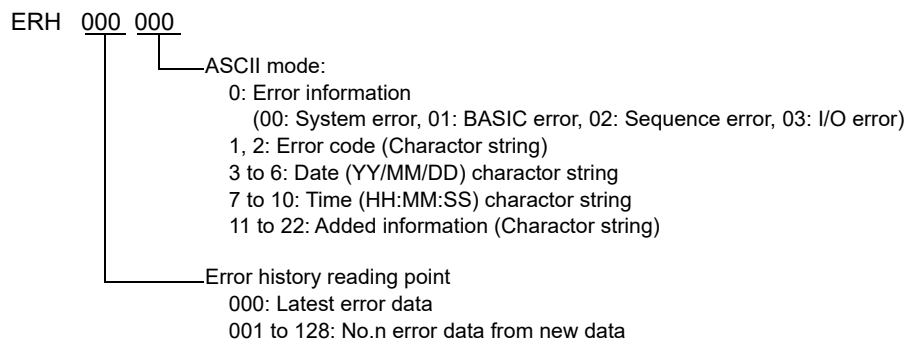 ERH 000 000
ASCII mode:
0: Error information
(00: System error, 01: BASIC error, 02: Sequence error, 03: I/O error)
1, 2: Error code (Charactor string)
3 to 6: Date (YY/MM/DD) charactor string
7 to 10: Time (HH:MM:SS) charactor string
11 to 22: Added information (Charactor string)
Error history reading point
000: Latest error data
001 to 128: No.n error data from new data